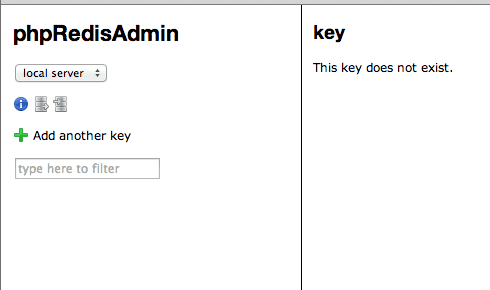 phpRedisAdmin
local server
Add another key
type here to filter
key
This key does not exist.